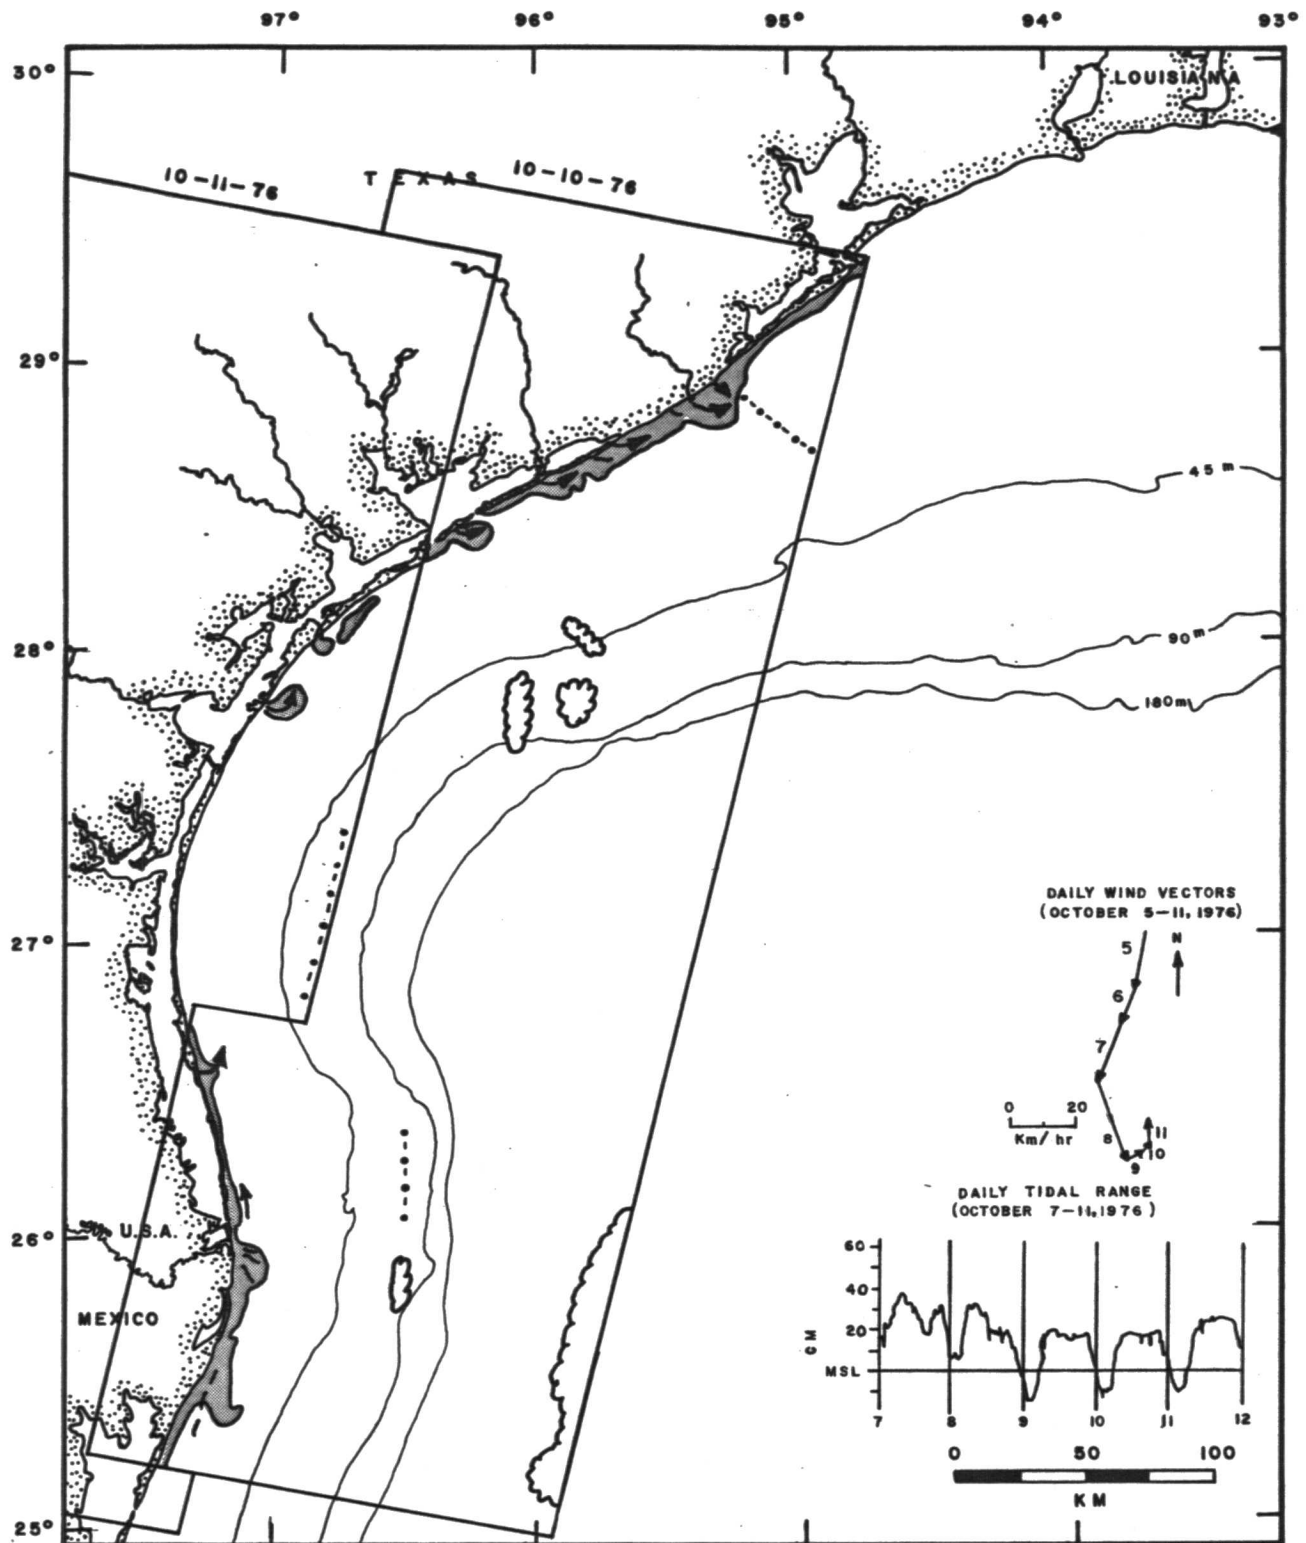 97° 96° 95° 94° 93°
30°
LOUISIANA
10-11-76
TEXAS
10-10-76
29°
45 m
28°
90 m
180 m
DAILY WIND VECTORS
(OCTOBER 5-11, 1976)
27°
N
5
6
7
0 20
Km/hr
8
11
10
9
DAILY TIDAL RANGE
(OCTOBER 7-11, 1976)
26°
U.S.A.
60
40
MEXICO
20
CM
MSL
7 8 9 10 11 12
0 50 100
KM
25°